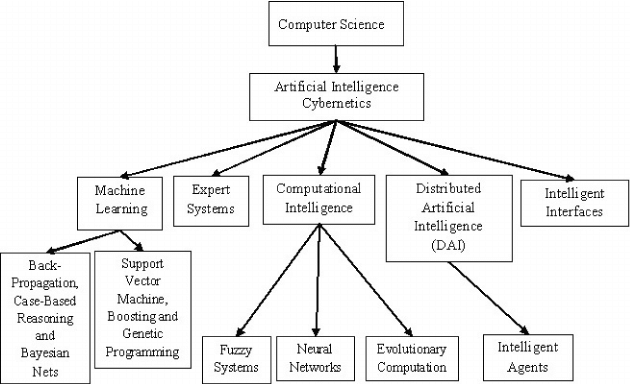 Computer Science
Artificial Intelligence
Cybernetics
Machine
Learning
Expert
Systems
Computational
Intelligence
Distributed
Artificial
Intelligence
(DAI)
Intelligent
Interfaces
Back-
Propagation,
Case-Based
Reasoning
and
Bayesian
Nets
Support
Vector
Machine,
Boosting and
Genetic
Programming
Fuzzy
Systems
Neural
Networks
Evolutionary
Computation
Intelligent
Agents